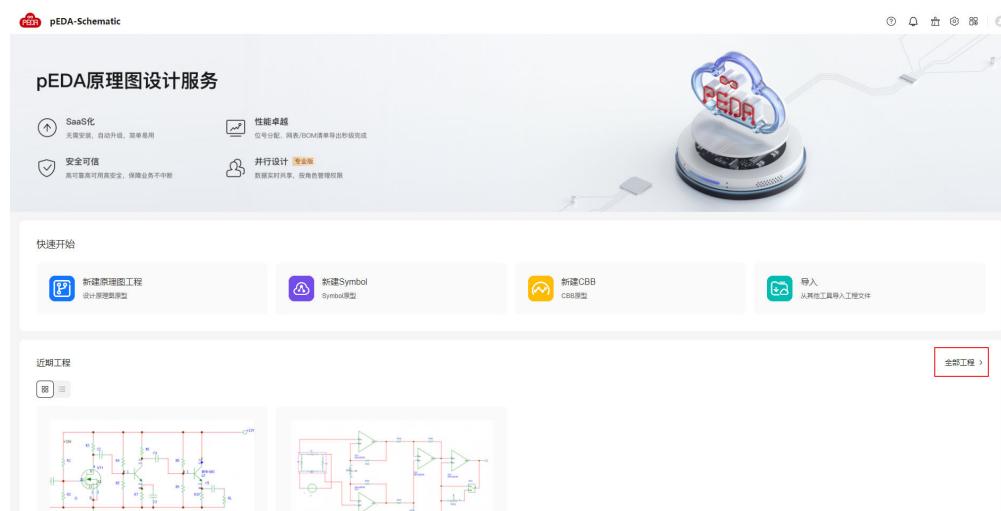 pEDA
pEDA-Schematic
pEDA原理图设计服务
SaaS化
无需安装，自动升级，简单易用
性能卓越
位号分配、网表/BOM清单导出秒级完成
安全可信
高可靠高可用高安全，保障业务不中断
并行设计 专业版
数据实时共享，按角色管理权限
pEDA
快速开始
新建原理图工程
设计原理图原型
新建Symbol
Symbol原型
新建CBB
CBB原型
导入
从其他工具导入工程文件
近期工程
全部工程 >